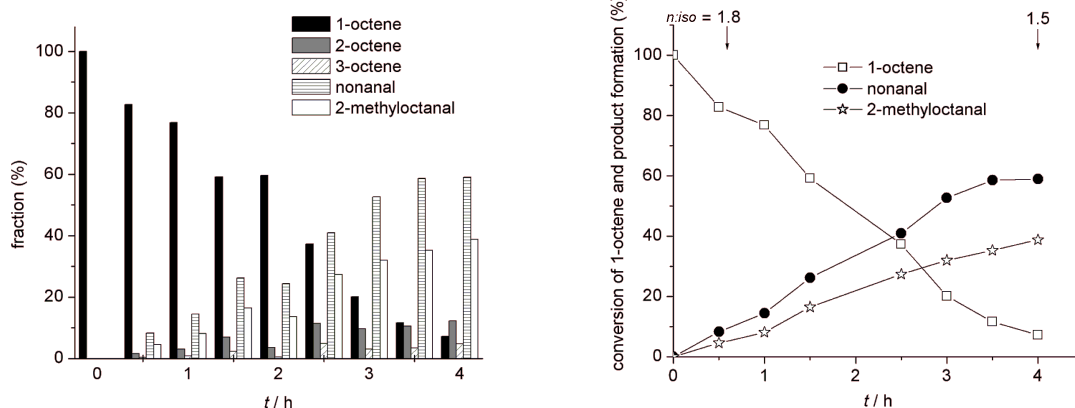 100
80
60
40
20
0
fraction (%)
1-octene
2-octene
3-octene
nonanal
2-methyloctanal
0 1 2 3 4
t / h
n:iso = 1.8
1.5
conversion of 1-octene and product formation (%)
100
80
60
40
20
0
1-octene
nonanal
2-methyloctanal
0 1 2 3 4
t / h